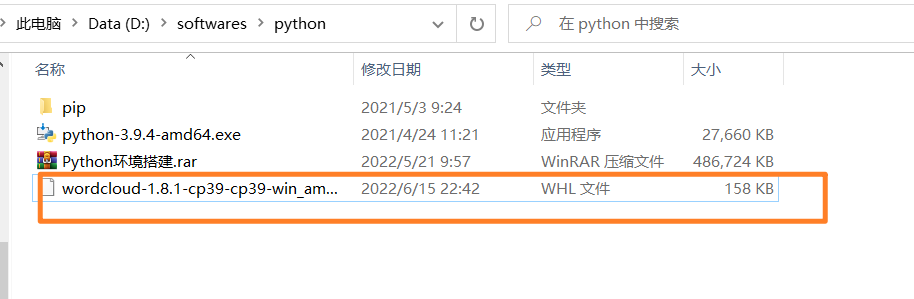 此电脑 > Data (D:) > softwares > python
在 python 中搜索
名称 修改日期 类型 大小
pip 2021/5/3 9:24 文件夹
python-3.9.4-amd64.exe 2021/4/24 11:21 应用程序 27,660 KB
Python环境搭建.rar 2022/5/21 9:57 WinRAR 压缩文件 486,724 KB
wordcloud-1.8.1-cp39-cp39-win_am... 2022/6/15 22:42 WHL 文件 158 KB